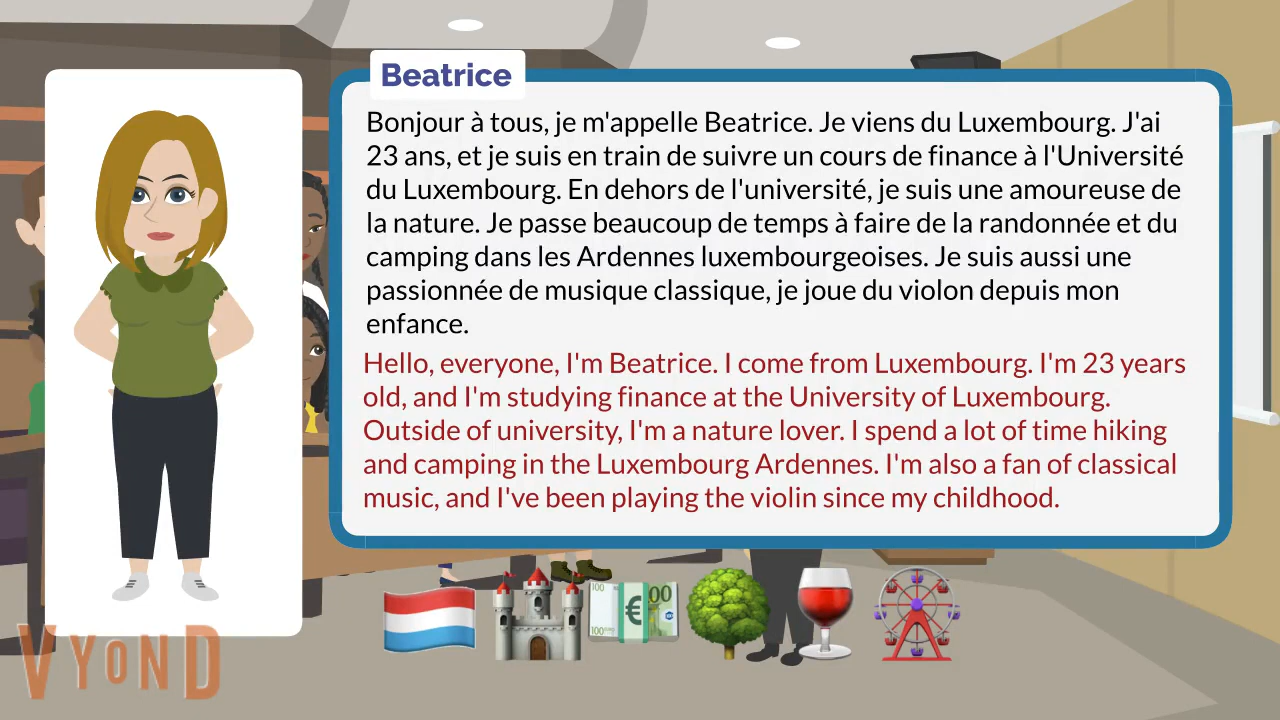 Beatrice
Bonjour à tous, je m'appelle Beatrice. Je viens du Luxembourg. J'ai
23 ans, et je suis en train de suivre un cours de finance à l'Université
du Luxembourg. En dehors de l'université, je suis une amoureuse de
la nature. Je passe beaucoup de temps à faire de la randonnée et du
camping dans les Ardennes luxembourgeoises. Je suis aussi une
passionnée de musique classique, je joue du violon depuis mon
enfance.
Hello, everyone, I'm Beatrice. I come from Luxembourg. I'm 23 years
old, and I'm studying finance at the University of Luxembourg.
Outside of university, I'm a nature lover. I spend a lot of time hiking
and camping in the Luxembourg Ardennes. I'm also a fan of classical
music, and I've been playing the violin since my childhood.
100 € 00
100
VYOND